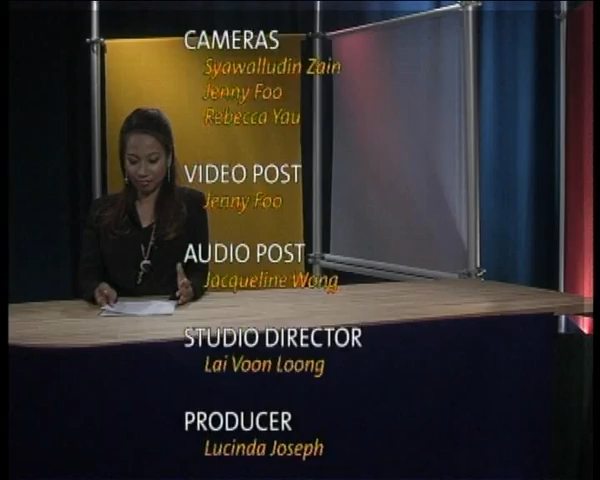 CAMERAS
Syawalludin Zain
Jenny Foo
Rebecca Yau
VIDEO POST
Jenny Foo
AUDIO POST
Jacqueline Wong
STUDIO DIRECTOR
Lai Voon Loong
PRODUCER
Lucinda Joseph